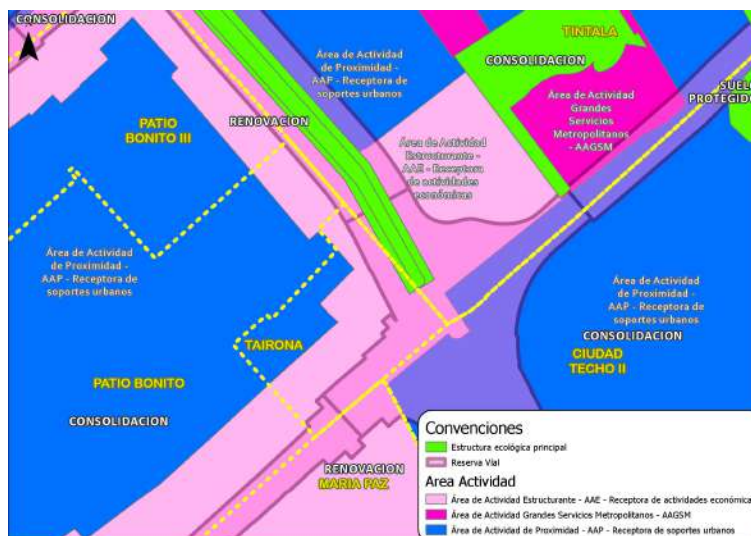 CONSOLIDACION
Área de Actividad
de Proximidad -
AAP - Receptora de
soportes urbanos
TINTALA
CONSOLIDACION
SUELO
PROTEGIDO
Área de Actividad
Grandes
Servicios
Metropolitanos
- AAGSM
PATIO
BONITO III
RENOVACION
Área de Actividad
Estructurante -
AAE - Receptora
de actividades
económicas
Área de Actividad
de Proximidad -
AAP - Receptora de
soportes urbanos
Área de Actividad
de Proximidad -
AAP - Receptora de
soportes urbanos
CONSOLIDACION
CIUDAD
TECHO II
TAIRONA
PATIO BONITO
CONSOLIDACION
RENOVACION
MARIA PAZ
Convenciones
Estructura ecológica principal
Reserva Vial
Area Actividad
Área de Actividad Estructurante - AAE - Receptora de actividades económica
Área de Actividad Grandes Servicios Metropolitanos - AAGSM
Área de Actividad de Proximidad - AAP - Receptora de soportes urbanos